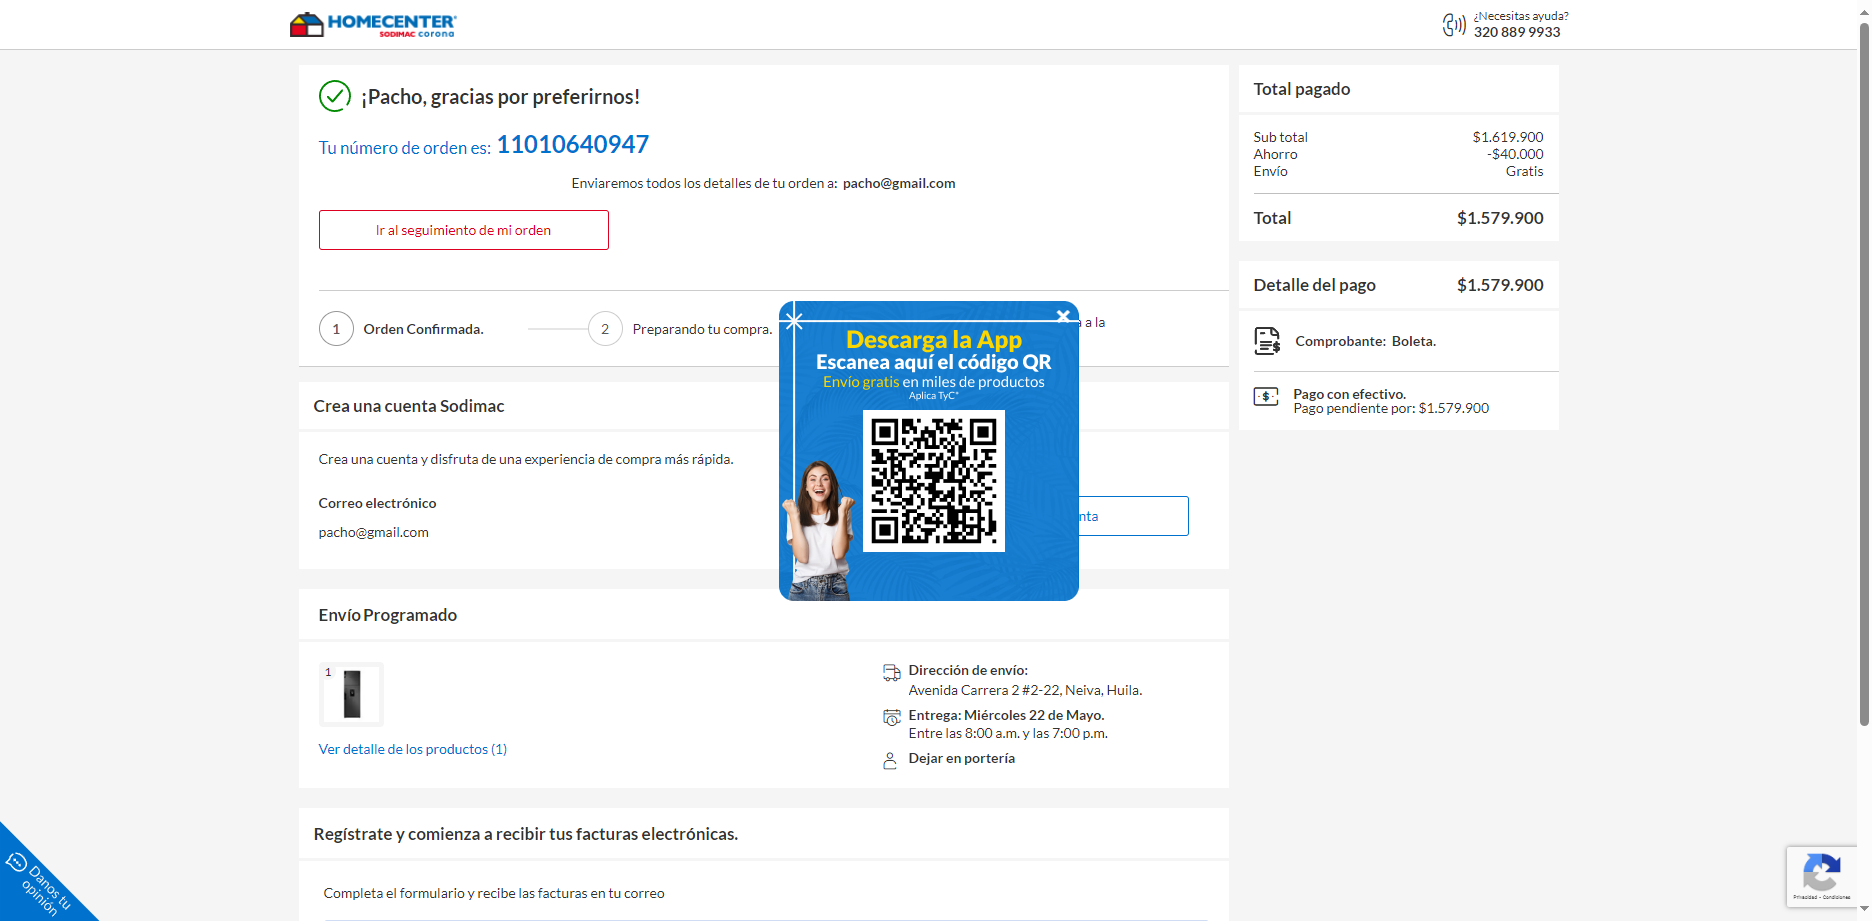 HOMECENTER
SODIMAC corona
¿Necesitas ayuda?
320 889 9933
¡Pacho, gracias por preferirnos!
Tu número de orden es: 11010640947
Enviaremos todos los detalles de tu orden a: pacho@gmail.com
Ir al seguimiento de mi orden
1 Orden Confirmada.
2 Preparando tu compra.
a la
Descarga la App
Escanea aquí el código QR
Envío gratis en miles de productos
Aplica TyC*
Crea una cuenta Sodimac
Crea una cuenta y disfruta de una experiencia de compra más rápida.
Correo electrónico
pacho@gmail.com
nta
Envío Programado
1
Ver detalle de los productos (1)
Dirección de envío:
Avenida Carrera 2 #2-22, Neiva, Huila.
Entrega: Miércoles 22 de Mayo.
Entre las 8:00 a.m. y las 7:00 p.m.
Dejar en portería
Regístrate y comienza a recibir tus facturas electrónicas.
Completa el formulario y recibe las facturas en tu correo
Total pagado
Sub total $1.619.900
Ahorro -$40.000
Envío Gratis
Total $1.579.900
Detalle del pago $1.579.900
Comprobante: Boleta.
Pago con efectivo.
Pago pendiente por: $1.579.900
Danos tu
opinión
Privacidad - Condiciones